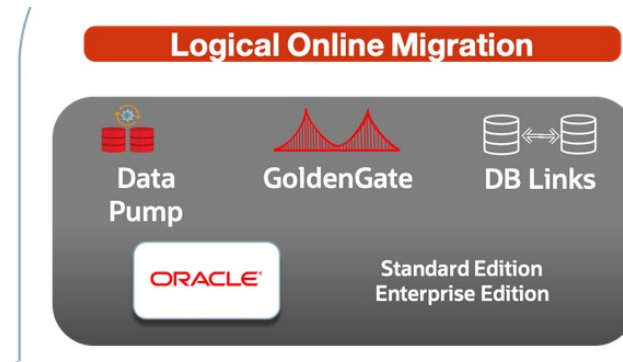 Logical Online Migration
Data
Pump
GoldenGate
DB Links
ORACLE
Standard Edition
Enterprise Edition